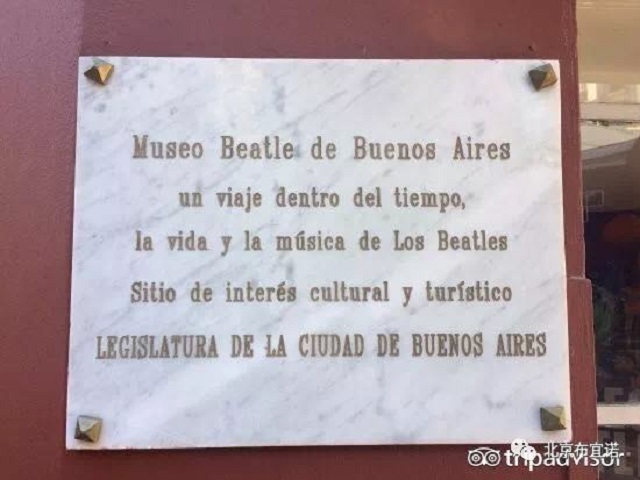 Museo Beatle de Buenos Aires
un viaje dentro del tiempo,
la vida y la música de Los Beatles
Sitio de interés cultural y turístico
LEGISLATURA DE LA CIUDAD DE BUENOS AIRES
北京布宜诺...
tripadvisor